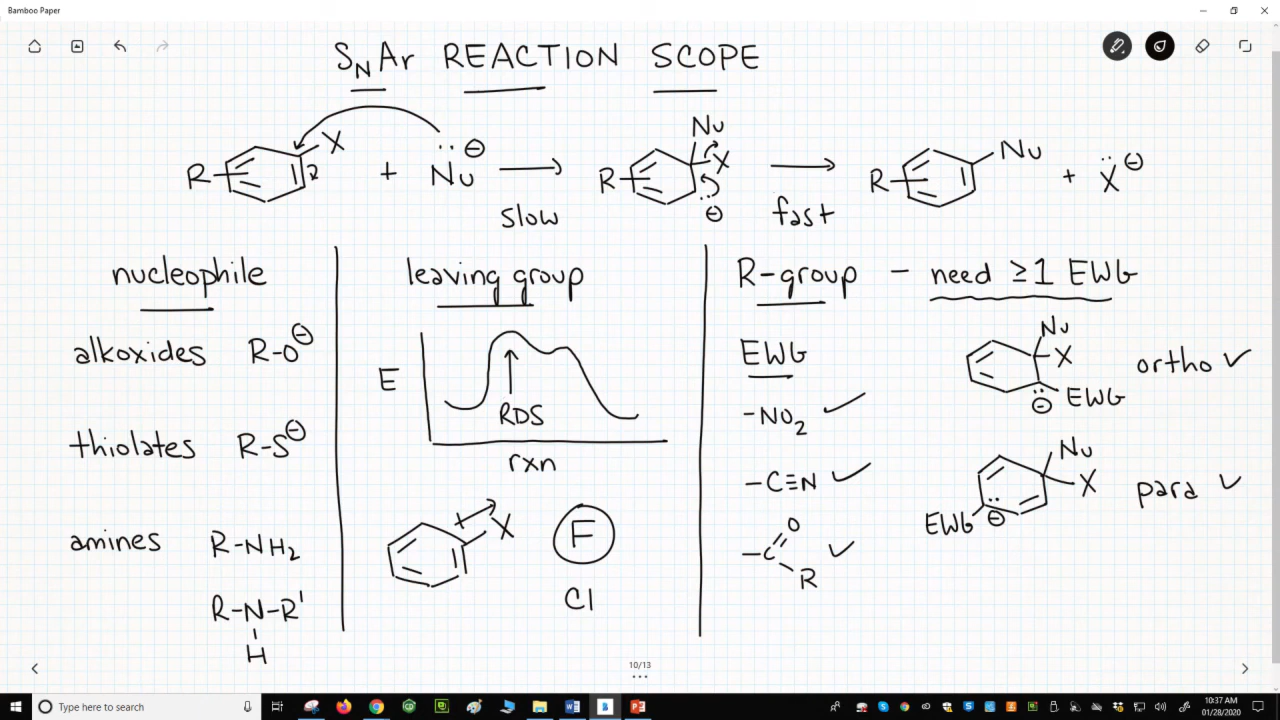 Bamboo Paper
SNAr REACTION SCOPE
R X + Nu ⊖ slow → R Nu X ⊖ fast → R Nu + X ⊖
nucleophile
alkoxides R-O⊖
thiolates R-S⊖
amines R-NH₂
R-N-R'
H
leaving group
E
RDS
rxn
X F
Cl
R-group - need ≥1 EWG
EWG
-NO₂ ✓
-C≡N ✓
O
-C ✓
R
Nu
X ortho ✓
⊖ EWG
Nu
X para ✓
EWG ⊖
10/13
Type here to search
10:37 AM
01/28/2020